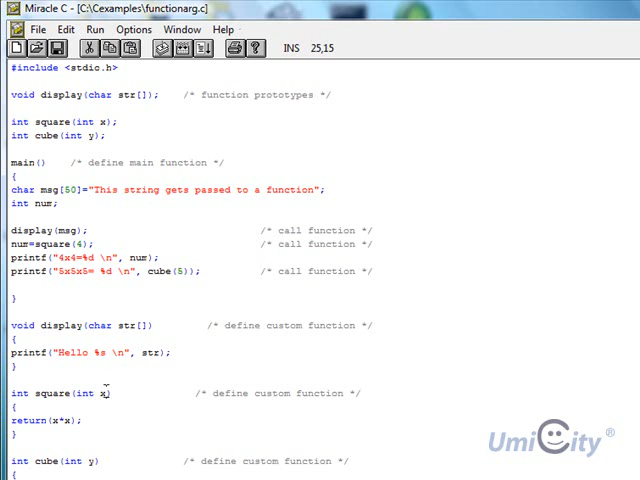 Miracle C - [C:\Cexamples\functionarg.c]
File Edit Run Options Window Help
INS 25,15
#include <stdio.h>
void display(char str[]); /* function prototypes */
int square(int x);
int cube(int y);
main() /* define main function */
{
char msg[50]="This string gets passed to a function";
int num;
display(msg); /* call function */
num=square(4); /* call function */
printf("4x4=%d \n", num);
printf("5x5x5= %d \n", cube(5)); /* call function */
}
void display(char str[]) /* define custom function */
{
printf("Hello %s \n", str);
}
int square(int x) /* define custom function */
{
return(x*x);
}
int cube(int y) /* define custom function */
{
UmiCity ®